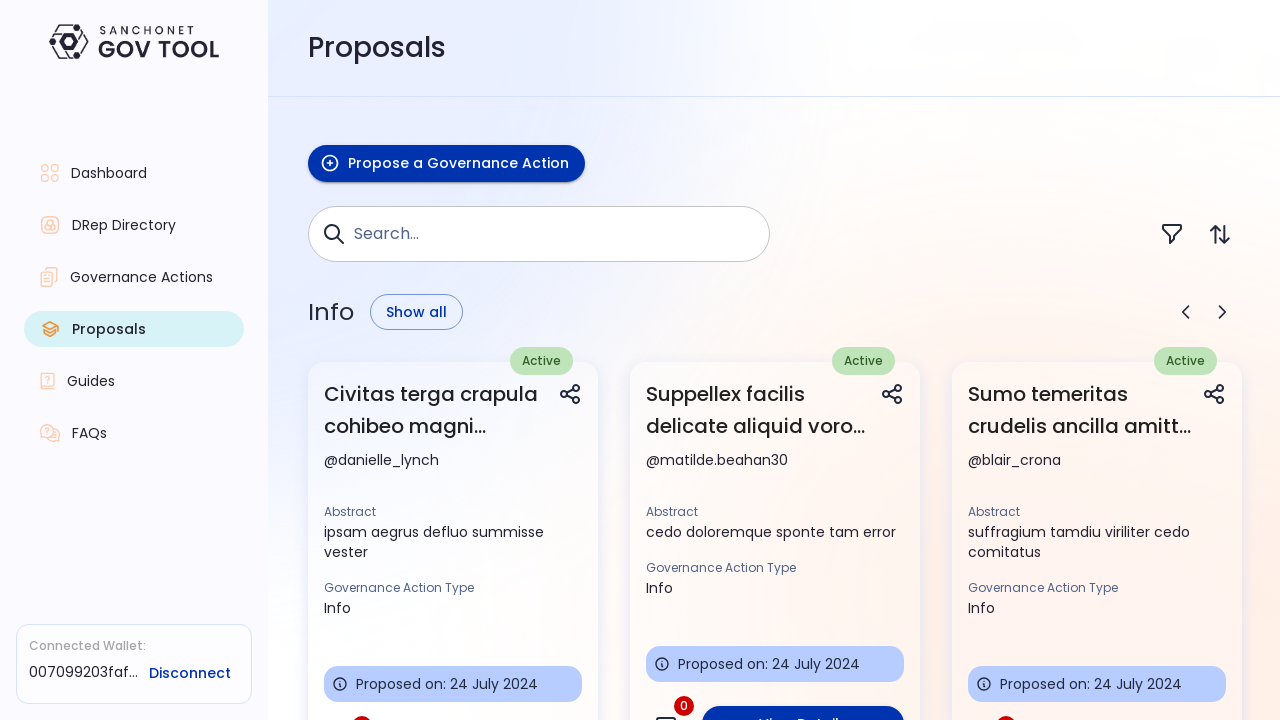 SANCHONET
GOV TOOL
Dashboard
DRep Directory
Governance Actions
Proposals
Guides
FAQs
Connected Wallet:
007099203faf...
Disconnect
Proposals
Propose a Governance Action
Search...
Info
Show all
Active
Civitas terga crapula
cohibeo magni...
@danielle_lynch
Abstract
ipsam aegrus defluo summisse
vester
Governance Action Type
Info
Proposed on: 24 July 2024
Active
Suppellex facilis
delicate aliquid voro...
@matilde.beahan30
Abstract
cedo doloremque sponte tam error
Governance Action Type
Info
Proposed on: 24 July 2024
0
Active
Sumo temeritas
crudelis ancilla amitt...
@blair_crona
Abstract
suffragium tamdiu viriliter cedo
comitatus
Governance Action Type
Info
Proposed on: 24 July 2024